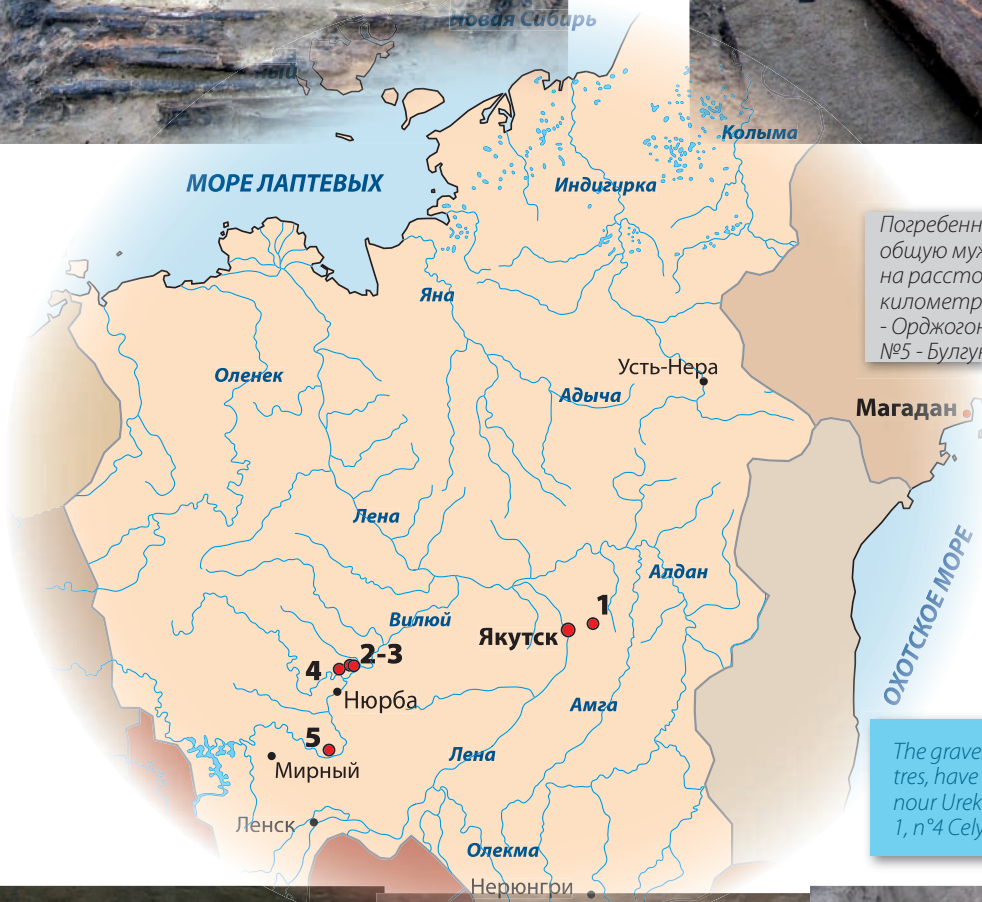 Новая Сибирь
Колыма
МОРЕ ЛАПТЕВЫХ
Индигирка
Погребенн
общую муж
на рассто
километр
- Орджогон
№5 - Булгун
Яна
Усть-Нера
Оленек
Адыча
Магадан
Лена
ОХОТСКОЕ МОРЕ
Алдан
1
Вилюй
Якутск
2-3
4
Нюрба
Амга
5
Лена
Мирный
The grave
tres, have
nour Urek
1, n°4 Cely
Ленск
Олекма
Нерюнгри